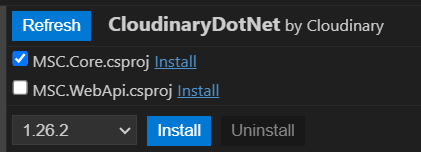 Refresh CloudinaryDotNet by Cloudinary
MSC.Core.csproj Install
MSC.WebApi.csproj Install
1.26.2 Install Uninstall